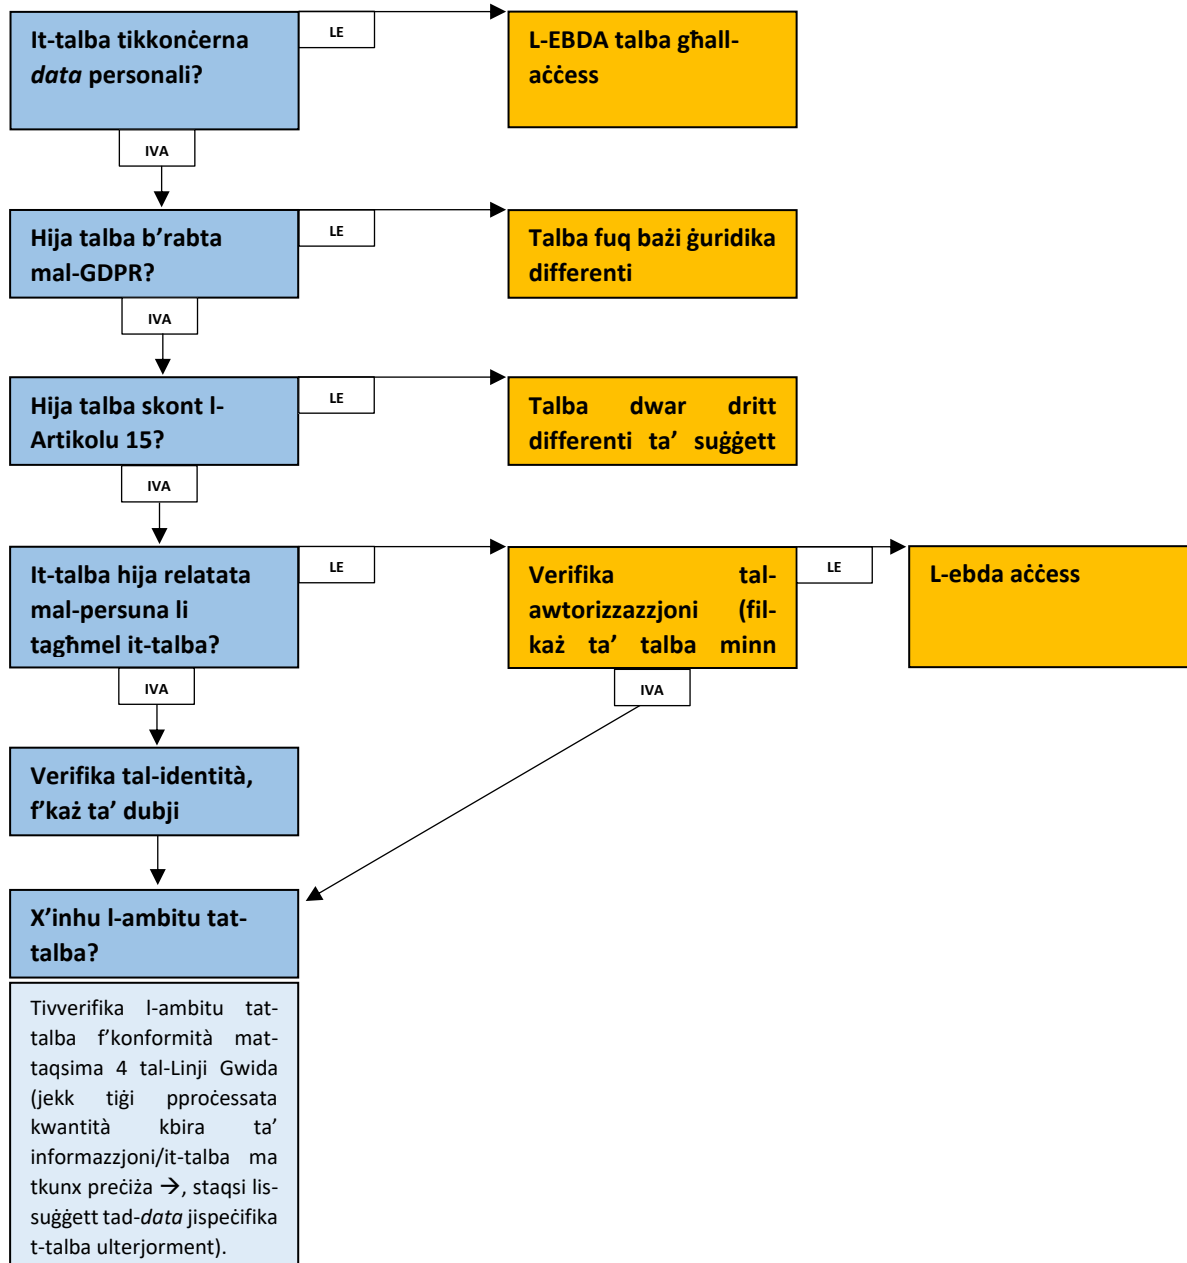 It-talba tikkonċerna
data personali?
LE
L-EBDA talba għall-
aċċess
IVA
Hija talba b'rabta
mal-GDPR?
LE
Talba fuq bażi ġuridika
differenti
IVA
Hija talba skont l-
Artikolu 15?
LE
Talba dwar dritt
differenti ta' suġġett
IVA
It-talba hija relatata
mal-persuna li
tagħmel it-talba?
LE
Verifika tal-
awtorizzazzjoni (fil-
każ ta' talba minn
LE
L-ebda aċċess
IVA
IVA
Verifika tal-identità,
f'każ ta' dubji
X'inhu l-ambitu tat-
talba?
Tivverifika l-ambitu tat-
talba f'konformità mat-
taqsima 4 tal-Linji Gwida
(jekk tiġi pproċessata
kwantità kbira ta'
informazzjoni/it-talba ma
tkunx preċiża →, staqsi lis-
suġġett tad-data jispeċifika
t-talba ulterjorment).